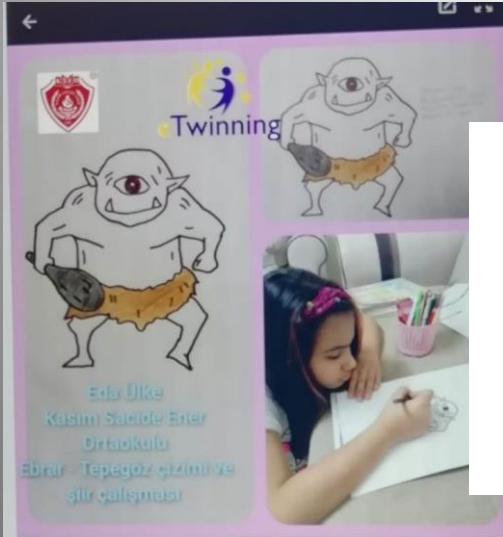 eTwinning
Eda Ülke
Kasım Sacide Ener
Ortaokulu
Ebrar - Tepegöz çizimi ve
şiir çalışması